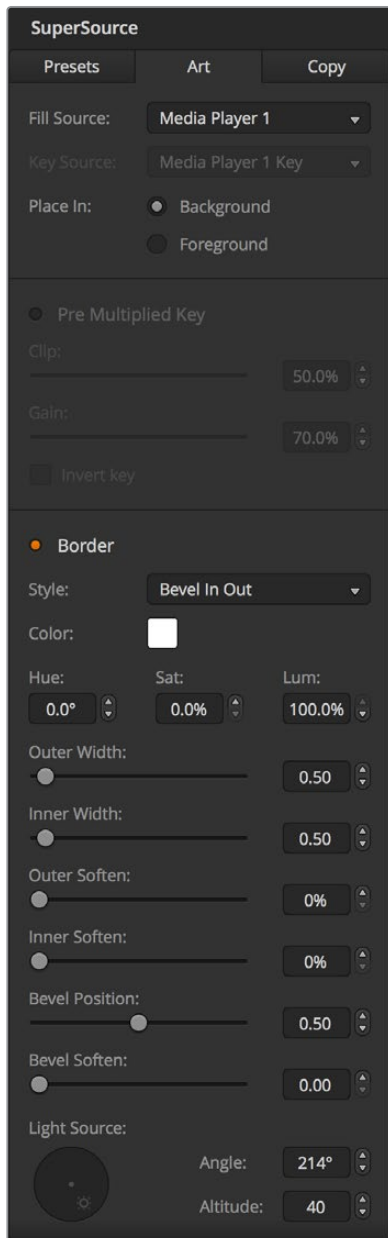 SuperSource
Presets Art Copy
Fill Source: Media Player 1
Key Source: Media Player 1 Key
Place In: Background
Foreground
Pre Multiplied Key
Clip:
50.0%
Gain:
70.0%
Invert key
Border
Style: Bevel In Out
Color:
Hue: Sat: Lum:
0.0° 0.0% 100.0%
Outer Width:
0.50
Inner Width:
0.50
Outer Soften:
0%
Inner Soften:
0%
Bevel Position:
0.50
Bevel Soften:
0.00
Light Source:
Angle: 214°
Altitude: 40